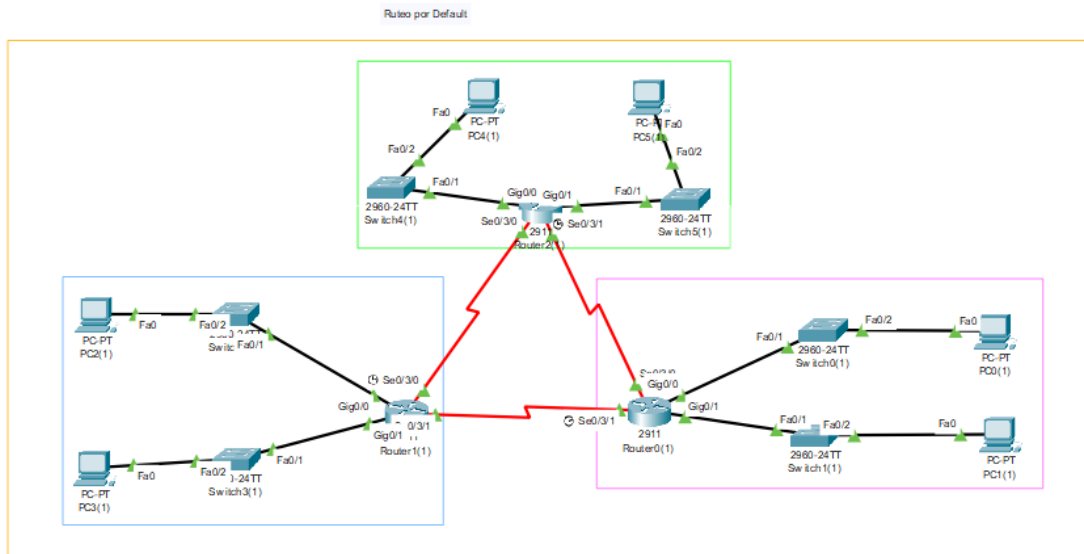 Ruteo por Default
Fa0
PC-PT
PC4(1)
Fa0/2
Fa0/1
2960-24TT
Switch4(1)
Fa0
PC5(1)
Fa0/2
Fa0/1
2960-24TT
Switch5(1)
Gig0/0
Gig0/1
Se0/3/0
Se0/3/1
Router2(1)
PC-PT
PC2(1)
Fa0
Fa0/2
Fa0/1
Se0/3/0
Gig0/0
Gig0/1
Router1(1)
PC-PT
PC3(1)
Fa0
Fa0/2
Fa0/1
Switch3(1)
Gig0/0
Gig0/1
Se0/3/1
2911
Router0(1)
Fa0/1
Fa0/2
2960-24TT
Switch0(1)
Fa0
PC-PT
PC0(1)
Fa0/1
Fa0/2
2960-24TT
Switch1(1)
Fa0
PC-PT
PC1(1)